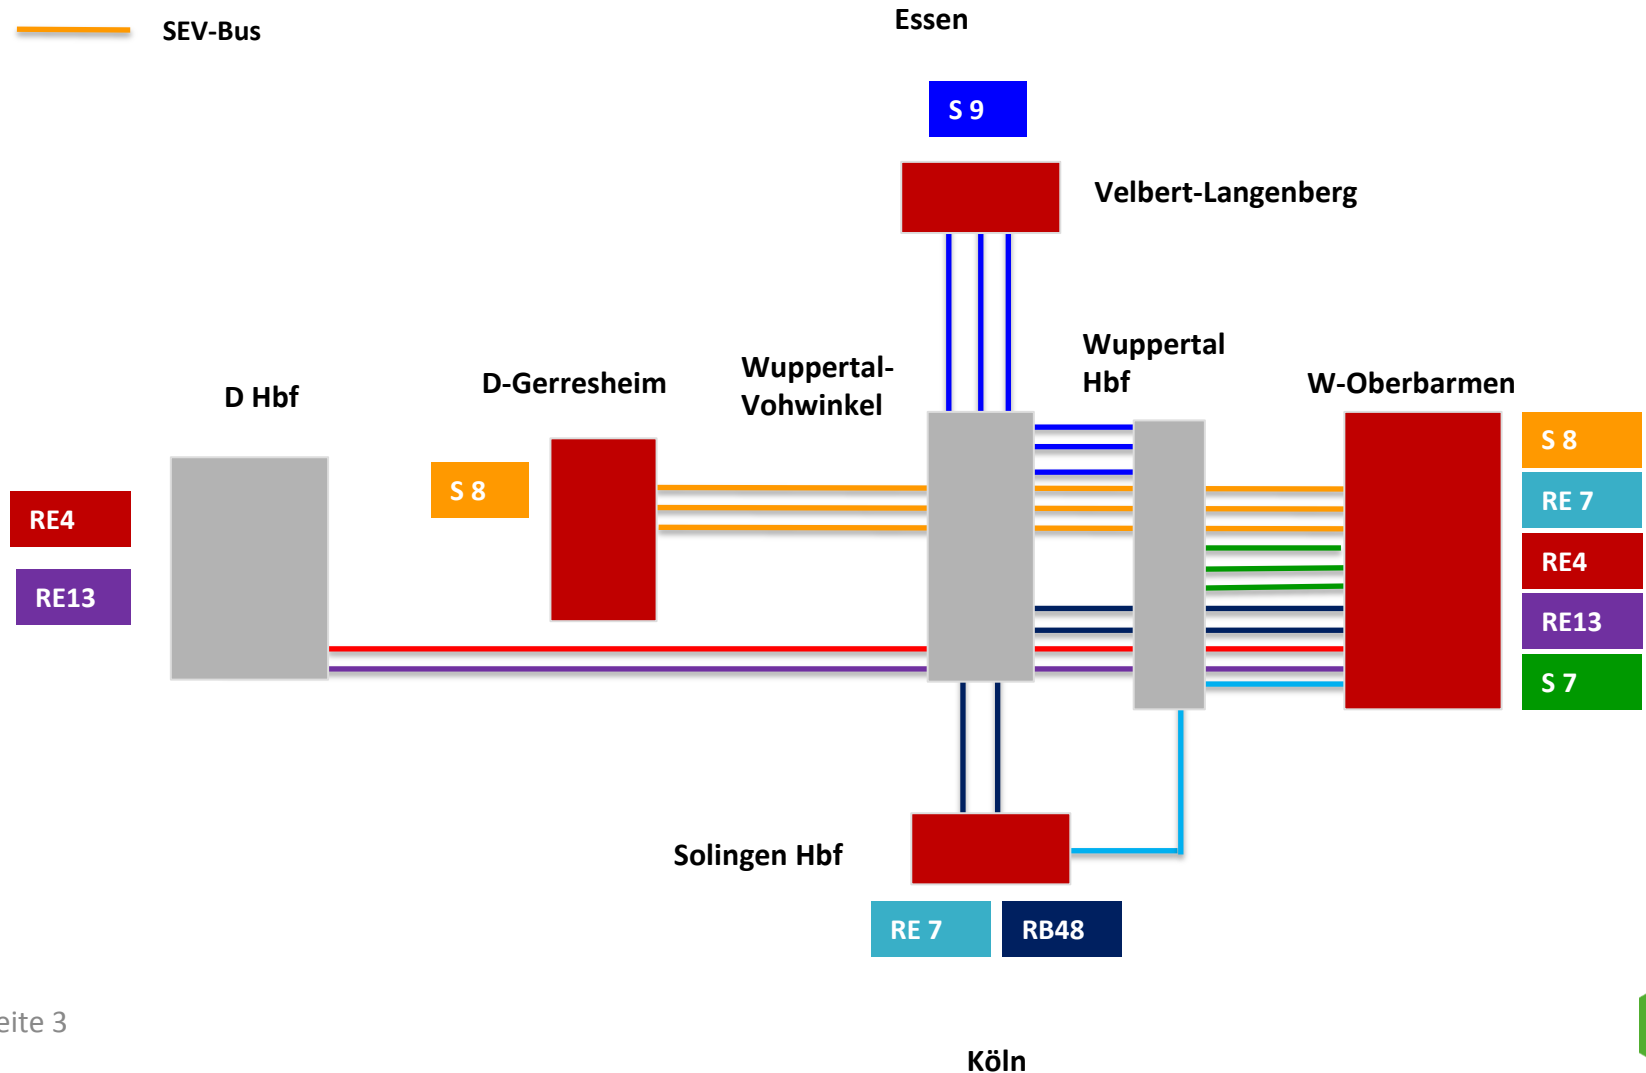 SEV-Bus
Essen
S 9
Velbert-Langenberg
Wuppertal
Hbf
Wuppertal-
Vohwinkel
D-Gerresheim
W-Oberbarmen
D Hbf
S 8
S 8
RE 7
RE4
RE4
RE13
RE13
S 7
Solingen Hbf
RE 7
RB48
eite 3
Köln